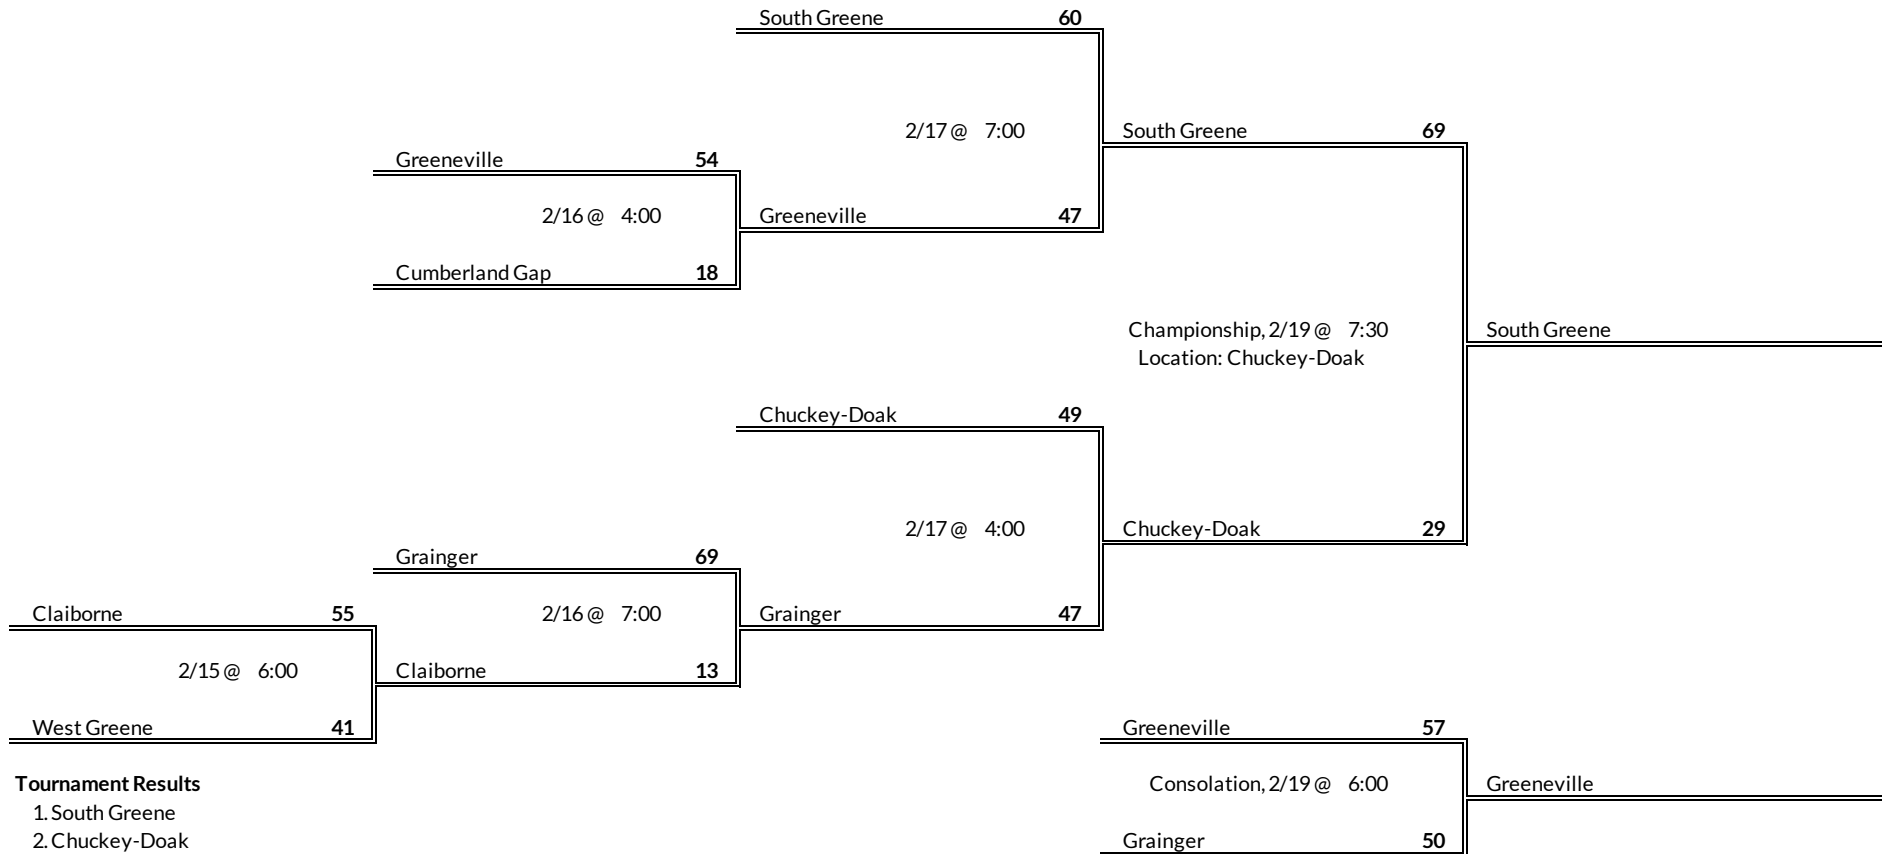 South Greene 60
2/17 @ 7:00
South Greene 69
Greeneville 54
2/16 @ 4:00
Greeneville 47
Cumberland Gap 18
Championship, 2/19 @ 7:30
South Greene
Location: Chuckey-Doak
Chuckey-Doak 49
2/17 @ 4:00
Chuckey-Doak 29
Grainger 69
Claiborne 55
2/16 @ 7:00
Grainger 47
2/15 @ 6:00
Claiborne 13
West Greene 41
Greeneville 57
Tournament Results
Consolation, 2/19 @ 6:00
Greeneville
1. South Greene
2. Chuckey-Doak
Grainger 50